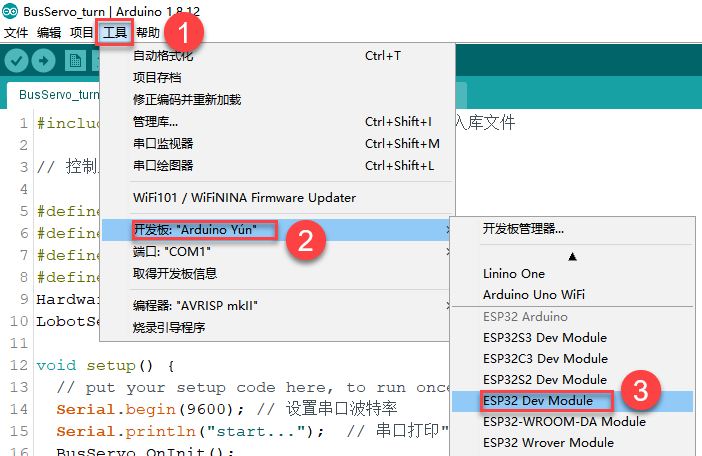 BusServo_turn | Arduino 1.8.12
文件 编辑 项目 工具 帮助
1
自动格式化 Ctrl+T
项目存档
BusServo_turn
修正编码并重新加载
管理库... Ctrl+Shift+I
串口监视器 Ctrl+Shift+M
串口绘图器 Ctrl+Shift+L
WiFi101 / WiFiNINA Firmware Updater
开发板: "Arduino Yún"
2
端口: "COM1"
取得开发板信息
编程器: "AVRISP mkII"
烧录引导程序
开发板管理器...
Linino One
Arduino Uno WiFi
ESP32 Arduino
ESP32S3 Dev Module
ESP32C3 Dev Module
ESP32S2 Dev Module
ESP32 Dev Module
3
ESP32-WROOM-DA Module
ESP32 Wrover Module
1 #includ 入库文件
2
3 // 控制
4
5 #define
6 #define
7 #define
8 #define
9 Hardwa
10 LobotSe
11
12 void setup() {
13 // put your setup code here, to run once
14 Serial.begin(9600); // 设置串口波特率
15 Serial.println("start..."); // 串口打印"
16 BusServo.OnInit();